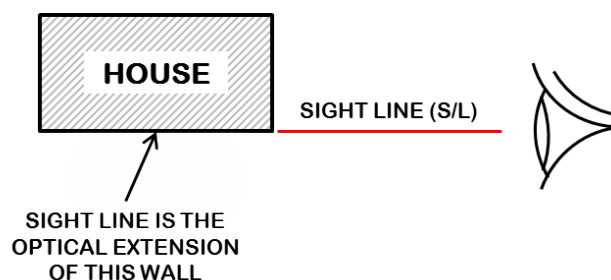 HOUSE
SIGHT LINE (S/L)
SIGHT LINE IS THE
OPTICAL EXTENSION
OF THIS WALL